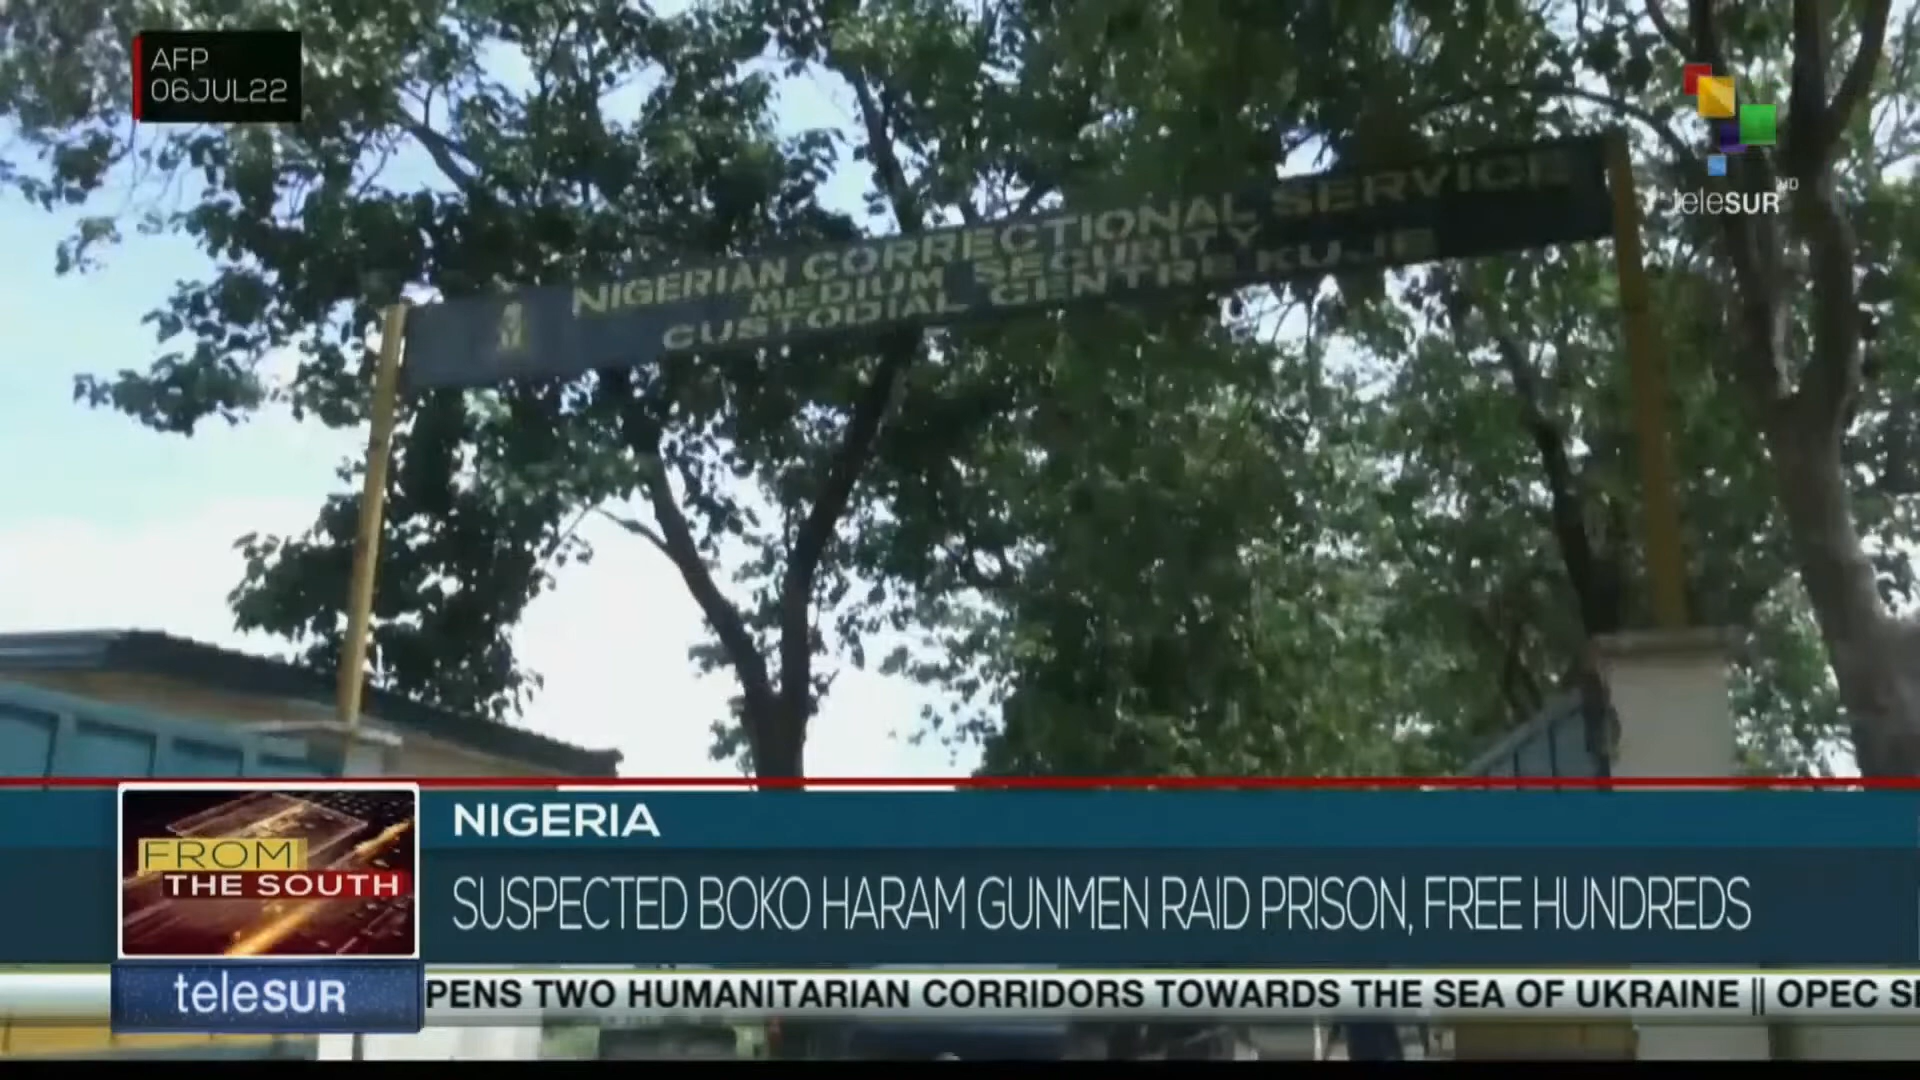 AFP
06JUL22
teleSUR HD
NIGERIAN CORRECTIONAL SERVICE
MEDIUM SECURITY
CUSTODIAL CENTRE KUJE
NIGERIA
FROM
THE SOUTH
SUSPECTED BOKO HARAM GUNMEN RAID PRISON, FREE HUNDREDS
teleSUR
PENS TWO HUMANITARIAN CORRIDORS TOWARDS THE SEA OF UKRAINE || OPEC